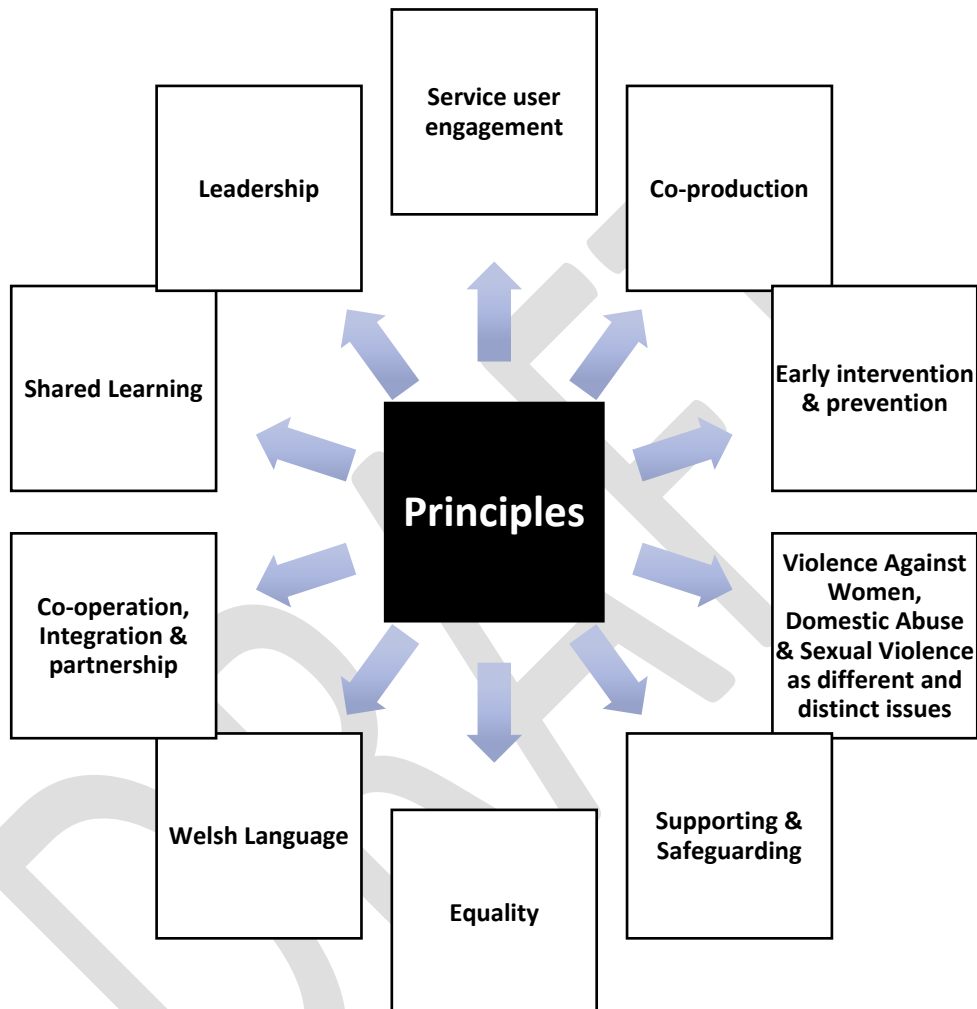 Service user
engagement
Co-production
Early intervention
& prevention
Violence Against
Women,
Domestic Abuse
& Sexual Violence
as different and
distinct issues
Supporting &
Safeguarding
Equality
Welsh Language
Co-operation,
Integration &
partnership
Shared Learning
Leadership
Principles
DRAFT